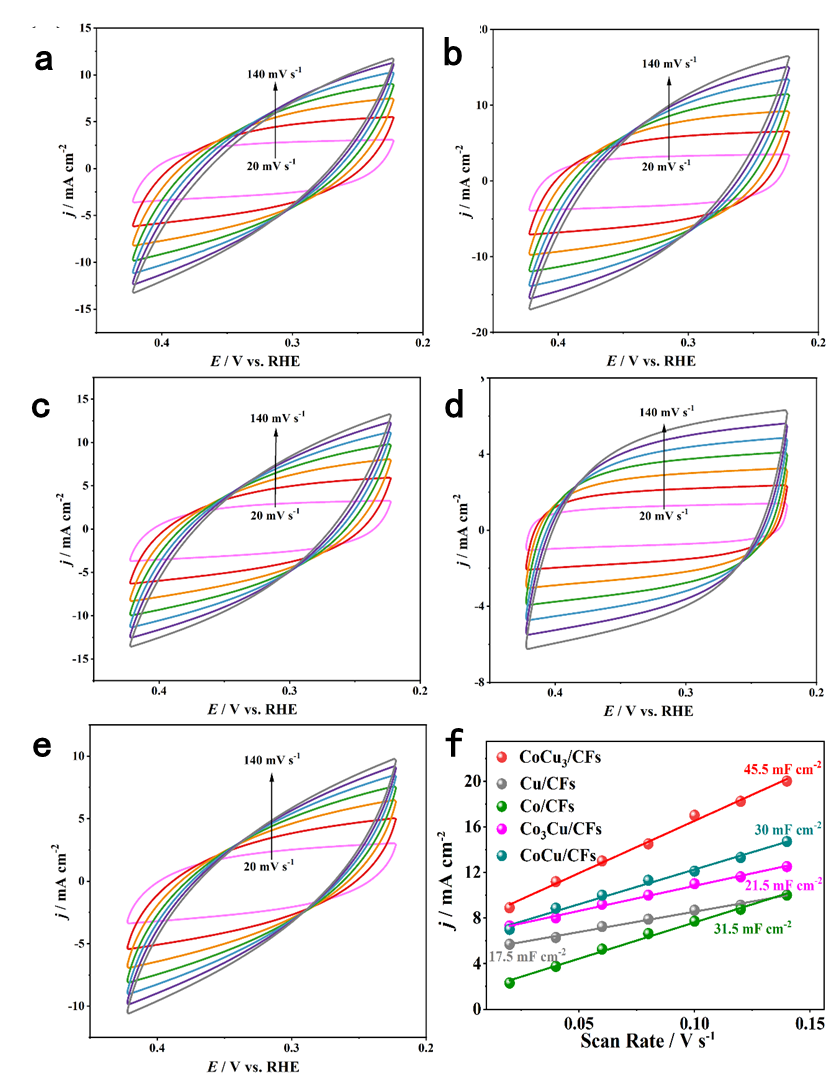 a
15
10
5
0
-5
-10
-15
j / mA cm-2
140 mV s-1
20 mV s-1
0.4 0.3 0.2
E / V vs. RHE
b
10
0
-10
-20
j / mA cm-2
140 mV s-1
20 mV s-1
0.4 0.3 0.2
E / V vs. RHE
c
15
10
5
0
-5
-10
-15
j / mA cm-2
140 mV s-1
20 mV s-1
0.4 0.3 0.2
E / V vs. RHE
d
4
0
-4
-8
j / mA cm-2
140 mV s-1
20 mV s-1
0.4 0.3 0.2
E / V vs. RHE
e
10
5
0
-5
-10
j / mA cm-2
140 mV s-1
20 mV s-1
0.4 0.3 0.2
E / V vs. RHE
f
CoCu3/CFs
Cu/CFs
Co/CFs
Co3Cu/CFs
CoCu/CFs
45.5 mF cm-2
30 mF cm-2
21.5 mF cm-2
31.5 mF cm-2
17.5 mF cm-2
20
16
12
8
4
0
j / mA cm-2
0.05 0.10 0.15
Scan Rate / V s-1